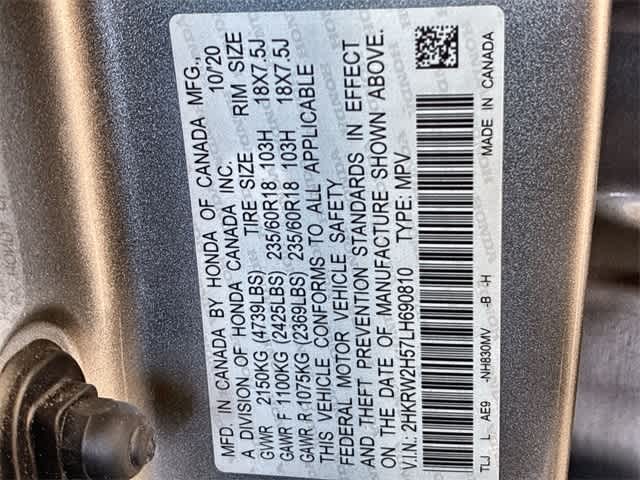 MFD. IN CANADA BY HONDA OF CANADA MFG.,
A DIVISION OF HONDA CANADA INC. 10/20
TIRE SIZE RIM SIZE
GVWR 2150KG (4739LBS)
GAWR F 1100KG (2425LBS) 235/60R18 103H 18X7.5J
GAWR R 1075KG (2369LBS) 235/60R18 103H 18X7.5J
THIS VEHICLE CONFORMS TO ALL APPLICABLE
FEDERAL MOTOR VEHICLE SAFETY
AND THEFT PREVENTION STANDARDS IN EFFECT
ON THE DATE OF MANUFACTURE SHOWN ABOVE.
V.I.N.: 2HKRW2H57LH690810 TYPE: MPV
TLJ L AE9 -NH830MV -B -H MADE IN CANADA